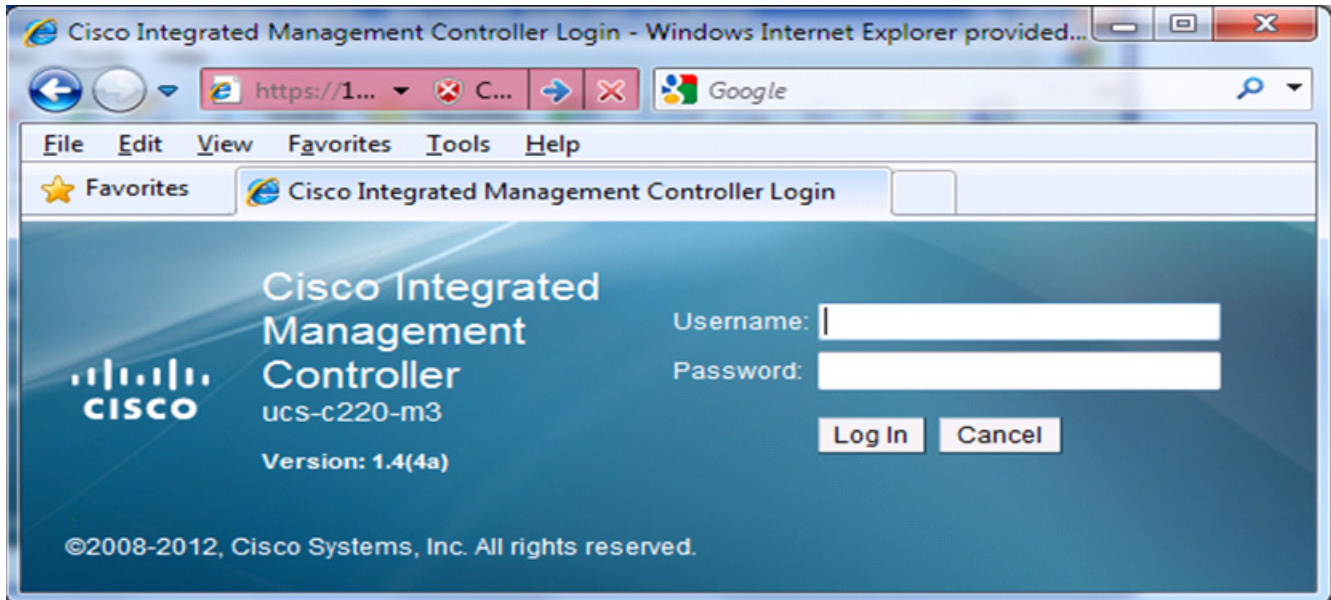 Cisco Integrated Management Controller Login - Windows Internet Explorer provided...
https://1... C... Google
File Edit View Favorites Tools Help
Favorites Cisco Integrated Management Controller Login
Cisco Integrated
Management
Controller
ucs-c220-m3
Version: 1.4(4a)
CISCO
Username:
Password:
Log In Cancel
©2008-2012, Cisco Systems, Inc. All rights reserved.